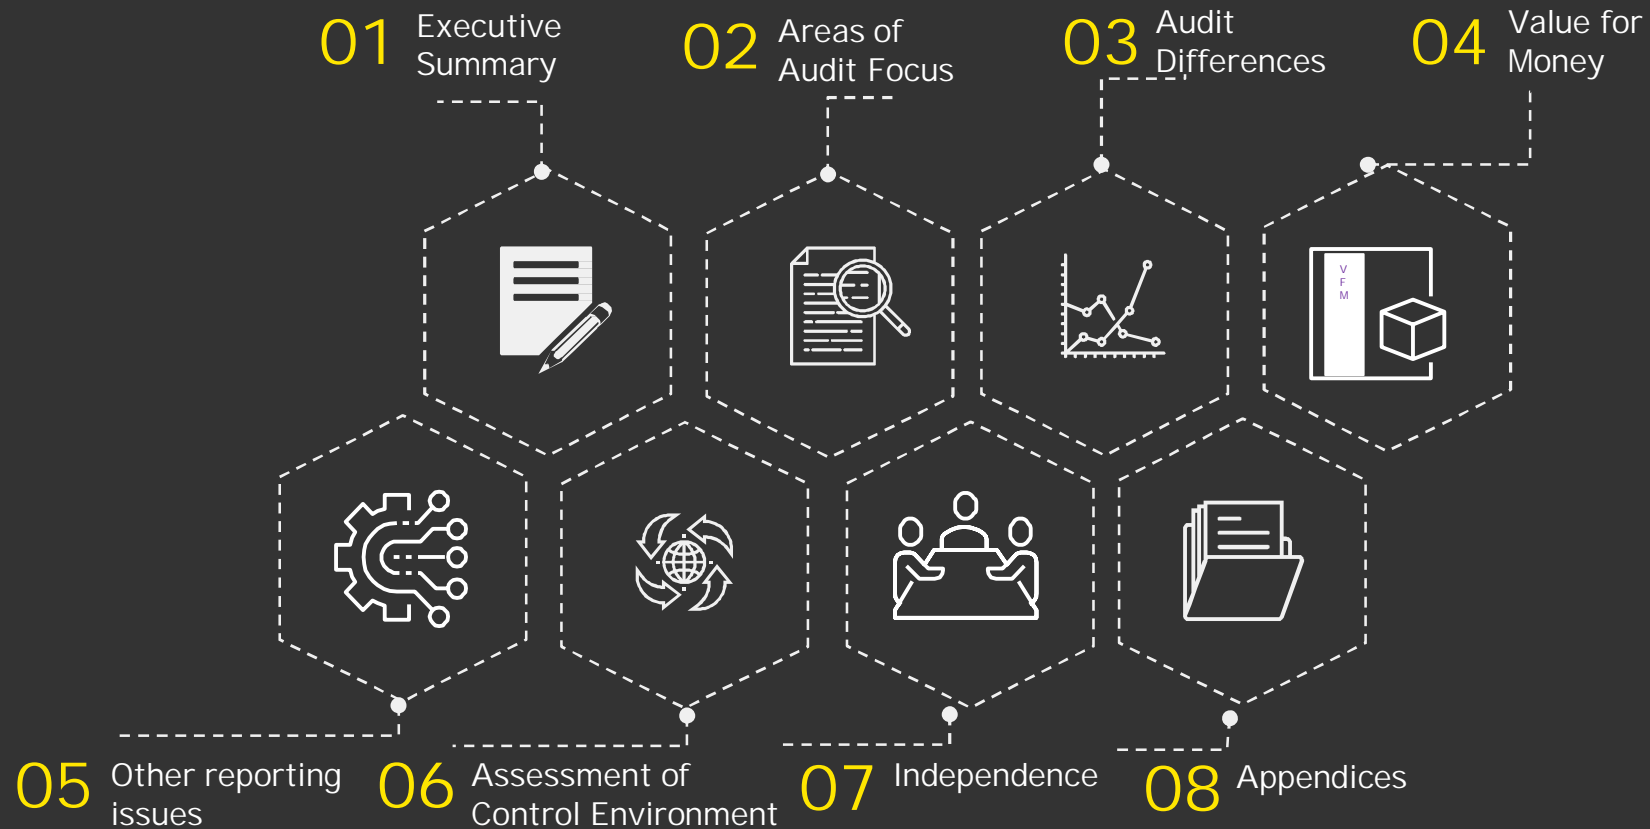 01 Executive
Summary
02 Areas of
Audit Focus
03 Audit
Differences
04 Value for
Money
V
F
M
05 Other reporting
issues
06 Assessment of
Control Environment
07 Independence
08 Appendices